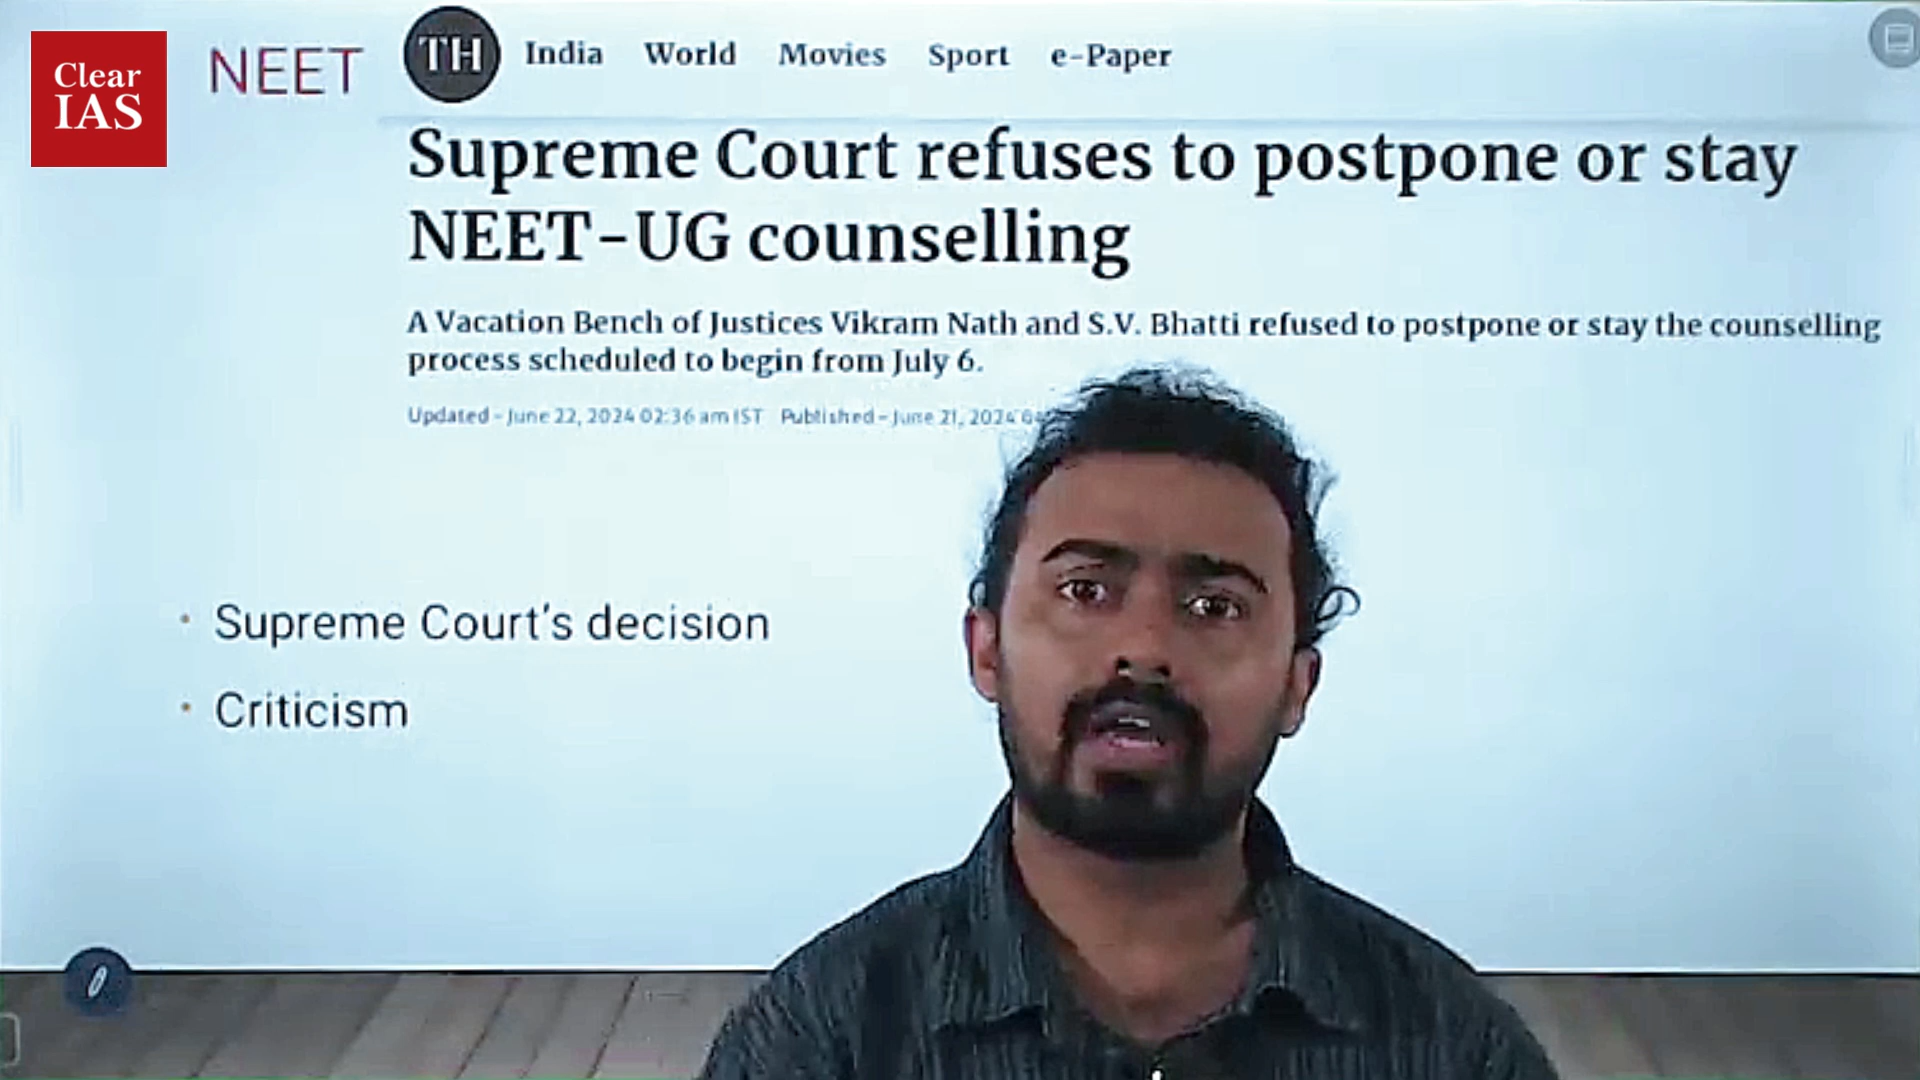 Clear
IAS
NEET
TH India World Movies Sport e-Paper
Supreme Court refuses to postpone or stay
NEET-UG counselling
A Vacation Bench of Justices Vikram Nath and S.V. Bhatti refused to postpone or stay the counselling
process scheduled to begin from July 6.
Updated - June 22, 2024 02:36 am IST Published - June 21, 2024
• Supreme Court's decision
• Criticism